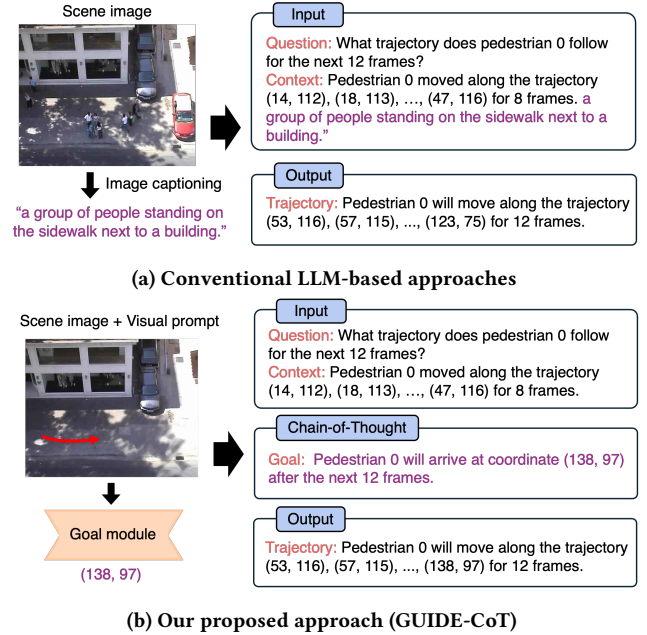 Scene image
Image captioning
“a group of people standing on
the sidewalk next to a building.”
Input
Question: What trajectory does pedestrian 0 follow
for the next 12 frames?
Context: Pedestrian 0 moved along the trajectory
(14, 112), (18, 113), …, (47, 116) for 8 frames. a
group of people standing on the sidewalk next to a
building.”
Output
Trajectory: Pedestrian 0 will move along the trajectory
(53, 116), (57, 115), ..., (123, 75) for 12 frames.
(a) Conventional LLM-based approaches
Scene image + Visual prompt
Goal module
(138, 97)
Input
Question: What trajectory does pedestrian 0 follow
for the next 12 frames?
Context: Pedestrian 0 moved along the trajectory
(14, 112), (18, 113), …, (47, 116) for 8 frames.
Chain-of-Thought
Goal: Pedestrian 0 will arrive at coordinate (138, 97)
after the next 12 frames.
Output
Trajectory: Pedestrian 0 will move along the trajectory
(53, 116), (57, 115), ..., (138, 97) for 12 frames.
(b) Our proposed approach (GUIDE-CoT)